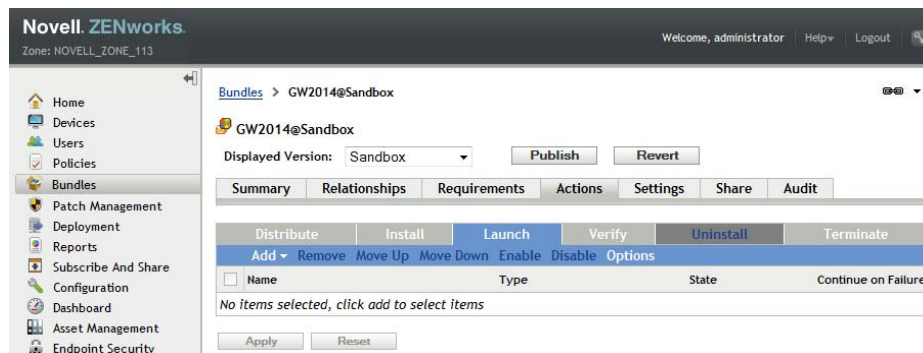 Novell. ZENworks.
Zone: NOVELL_ZONE_113
Welcome, administrator Help Logout
Home
Devices
Users
Policies
Bundles
Patch Management
Deployment
Reports
Subscribe And Share
Configuration
Dashboard
Asset Management
Endpoint Security
Bundles > GW2014@Sandbox
GW2014@Sandbox
Displayed Version: Sandbox Publish Revert
Summary Relationships Requirements Actions Settings Share Audit
Distribute Install Launch Verify Uninstall Terminate
Add Remove Move Up Move Down Enable Disable Options
Name Type State Continue on Failure
No items selected, click add to select items
Apply Reset